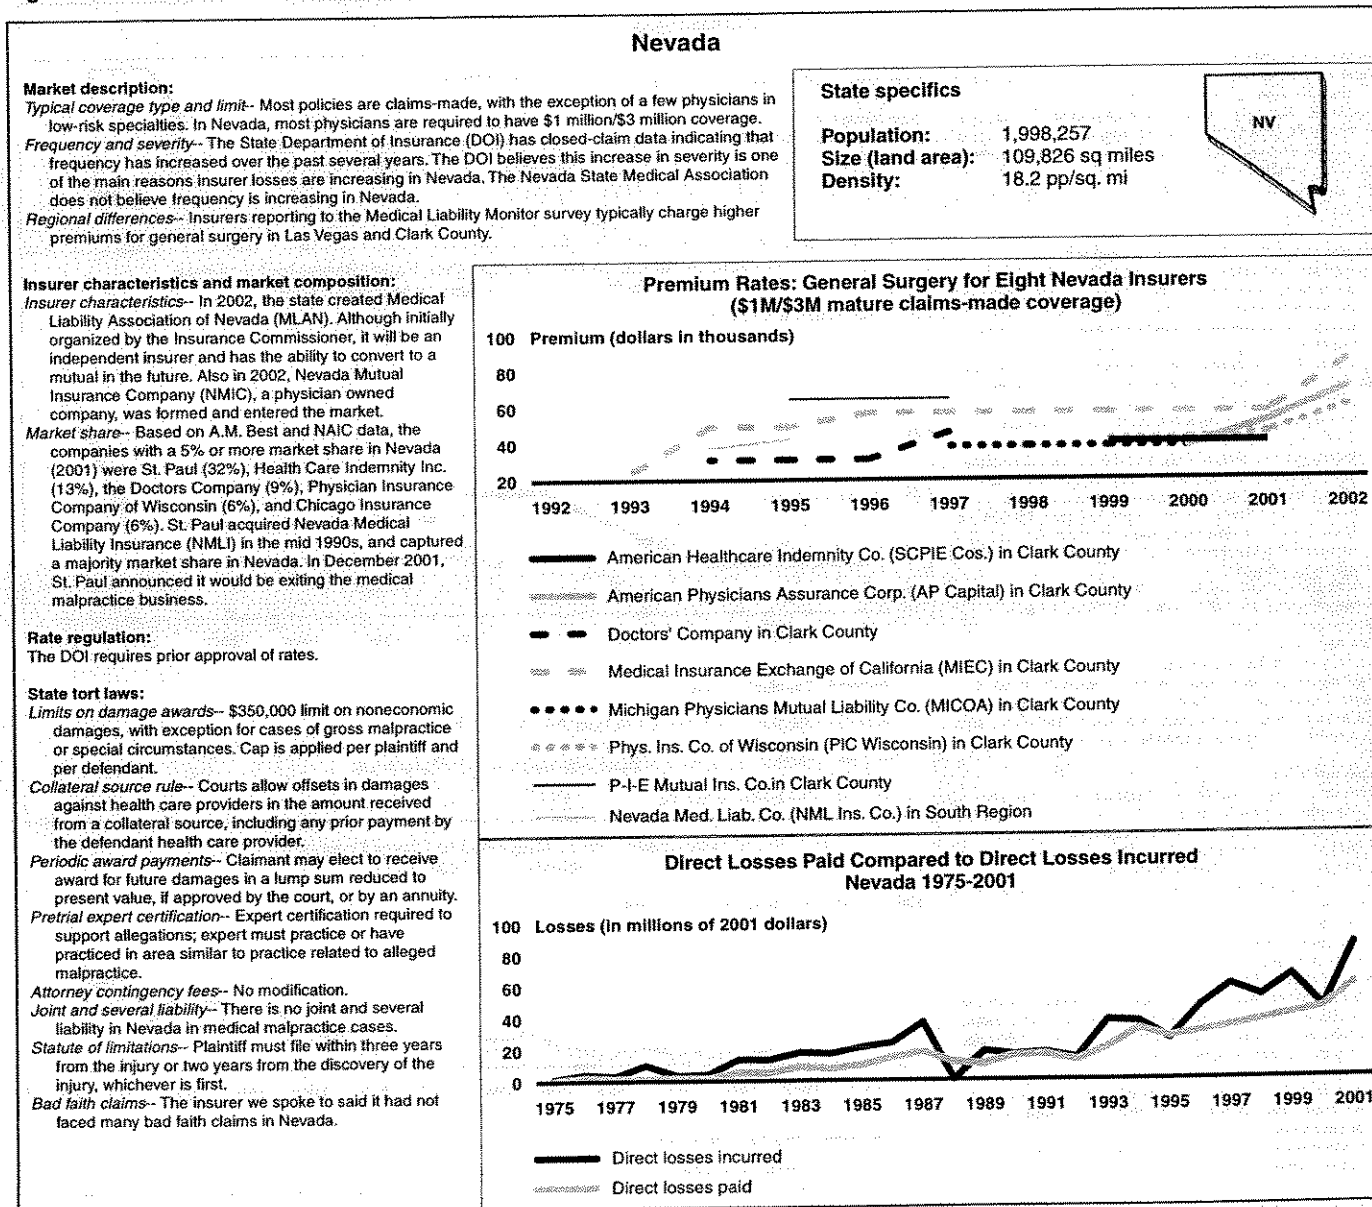 Nevada
Market description:
Typical coverage type and limit-- Most policies are claims-made, with the exception of a few physicians in
low-risk specialties. In Nevada, most physicians are required to have $1 million/$3 million coverage.
Frequency and severity-- The State Department of Insurance (DOI) has closed-claim data indicating that
frequency has increased over the past several years. The DOI believes this increase in severity is one
of the main reasons insurer losses are increasing in Nevada. The Nevada State Medical Association
does not believe frequency is increasing in Nevada.
Regional differences-- Insurers reporting to the Medical Liability Monitor survey typically charge higher
premiums for general surgery in Las Vegas and Clark County.
State specifics
Population: 1,998,257
Size (land area): 109,826 sq miles
Density: 18.2 pp/sq. mi
NV
Insurer characteristics and market composition:
Insurer characteristics-- In 2002, the state created Medical
Liability Association of Nevada (MLAN). Although initially
organized by the Insurance Commissioner, it will be an
independent insurer and has the ability to convert to a
mutual in the future. Also in 2002, Nevada Mutual
Insurance Company (NMIC), a physician owned
company, was formed and entered the market.
Market share-- Based on A.M. Best and NAIC data, the
companies with a 5% or more market share in Nevada
(2001) were St. Paul (32%), Health Care Indemnity Inc.
(13%), the Doctors Company (9%), Physician Insurance
Company of Wisconsin (6%), and Chicago Insurance
Company (6%). St. Paul acquired Nevada Medical
Liability Insurance (NMLI) in the mid 1990s, and captured
a majority market share in Nevada. In December 2001,
St. Paul announced it would be exiting the medical
malpractice business.
Rate regulation:
The DOI requires prior approval of rates.
State tort laws:
Limits on damage awards-- $350,000 limit on noneconomic
damages, with exception for cases of gross malpractice
or special circumstances. Cap is applied per plaintiff and
per defendant.
Collateral source rule-- Courts allow offsets in damages
against health care providers in the amount received
from a collateral source, including any prior payment by
the defendant health care provider.
Periodic award payments-- Claimant may elect to receive
award for future damages in a lump sum reduced to
present value, if approved by the court, or by an annuity.
Pretrial expert certification-- Expert certification required to
support allegations; expert must practice or have
practiced in area similar to practice related to alleged
malpractice.
Attorney contingency fees-- No modification.
Joint and several liability-- There is no joint and several
liability in Nevada in medical malpractice cases.
Statute of limitations-- Plaintiff must file within three years
from the injury or two years from the discovery of the
injury, whichever is first.
Bad faith claims-- The insurer we spoke to said it had not
faced many bad faith claims in Nevada.
Premium Rates: General Surgery for Eight Nevada Insurers
($1M/$3M mature claims-made coverage)
100 Premium (dollars in thousands)
80
60
40
20
1992 1993 1994 1995 1996 1997 1998 1999 2000 2001 2002
American Healthcare Indemnity Co. (SCPIE Cos.) in Clark County
American Physicians Assurance Corp. (AP Capital) in Clark County
Doctors' Company in Clark County
Medical Insurance Exchange of California (MIEC) in Clark County
Michigan Physicians Mutual Liability Co. (MICOA) in Clark County
Phys. Ins. Co. of Wisconsin (PIC Wisconsin) in Clark County
P-I-E Mutual Ins. Co.in Clark County
Nevada Med. Liab. Co. (NML Ins. Co.) in South Region
Direct Losses Paid Compared to Direct Losses Incurred
Nevada 1975-2001
100 Losses (in millions of 2001 dollars)
80
60
40
20
0
1975 1977 1979 1981 1983 1985 1987 1989 1991 1993 1995 1997 1999 2001
Direct losses incurred
Direct losses paid